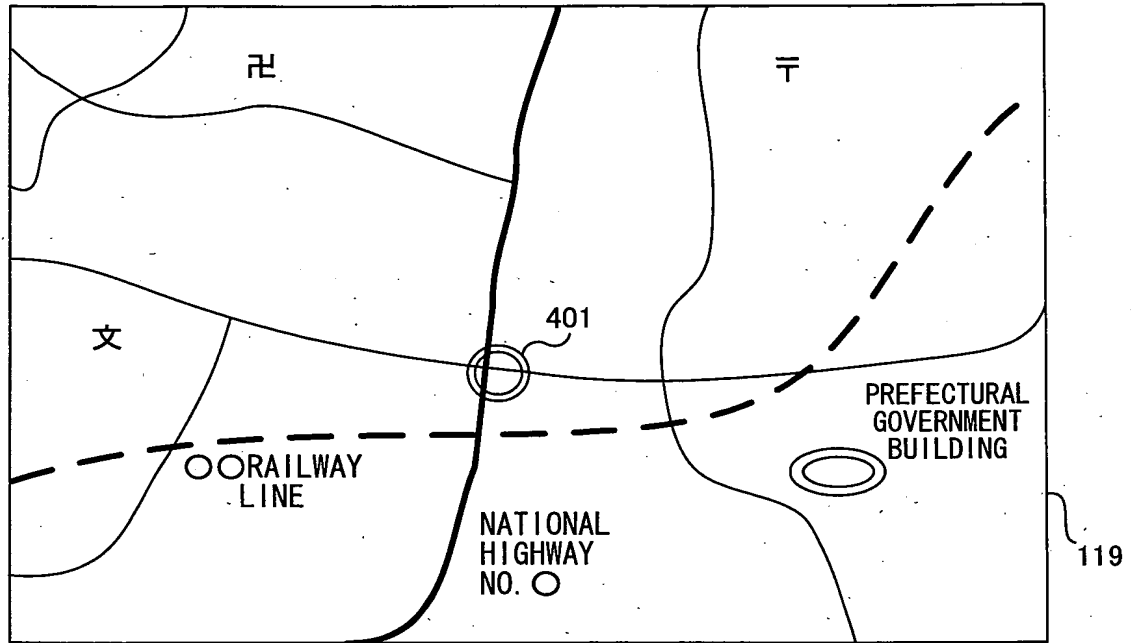 卍
〒
401
文
PREFECTURAL
GOVERNMENT
BUILDING
○○RAILWAY
LINE
NATIONAL
HIGHWAY
NO. ○
119